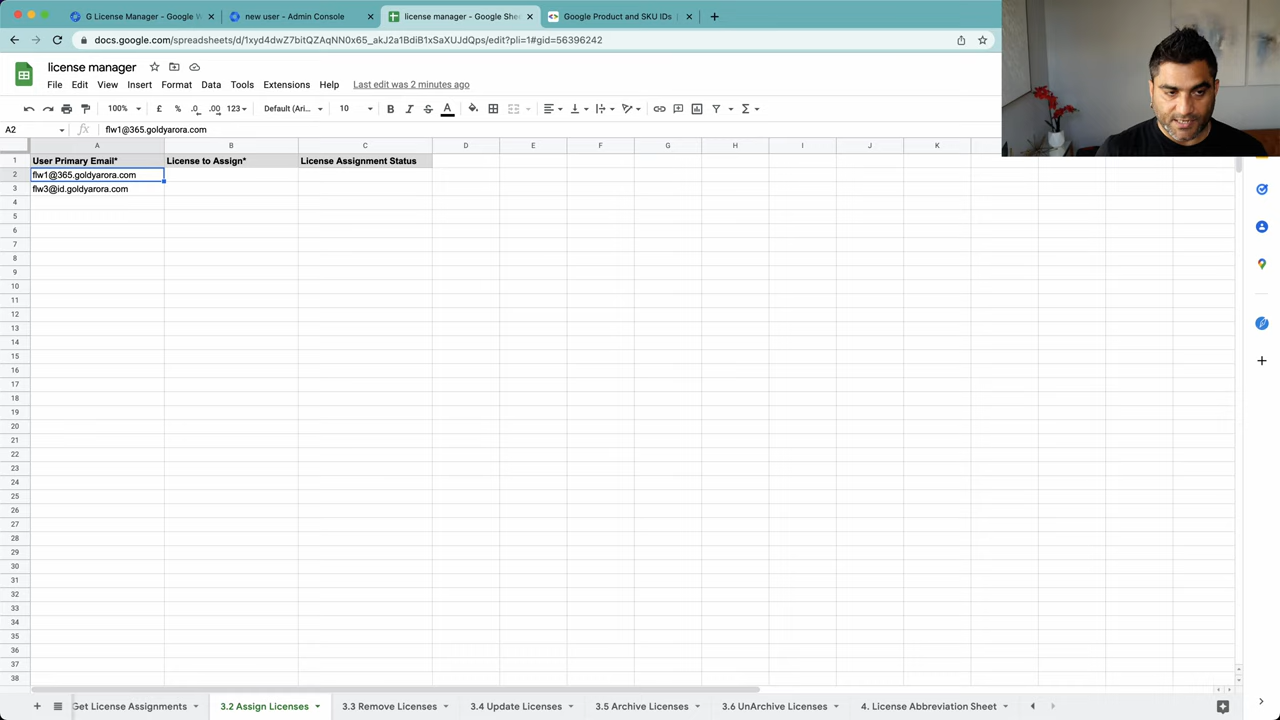 G License Manager - Google W
new user - Admin Console
license manager - Google She
Google Product and SKU IDs
docs.google.com/spreadsheets/d/1xyd4dwZ7bitQZAqNN0x65_akJ2a1BdiB1xSaXUJdQps/edit?pli=1#gid=56396242
license manager
File Edit View Insert Format Data Tools Extensions Help Last edit was 2 minutes ago
100% £ % .0 .00 123 Default (Ari... 10 B I S A
A2 fx flw1@365.goldyarora.com
A B C D E F G H I J K
1 User Primary Email* License to Assign* License Assignment Status
2 flw1@365.goldyarora.com
3 flw3@id.goldyarora.com
4
5
6
7
8
9
10
11
12
13
14
15
16
17
18
19
20
21
22
23
24
25
26
27
28
29
30
31
32
33
34
35
36
37
38
Get License Assignments 3.2 Assign Licenses 3.3 Remove Licenses 3.4 Update Licenses 3.5 Archive Licenses 3.6 UnArchive Licenses 4. License Abbreviation Sheet